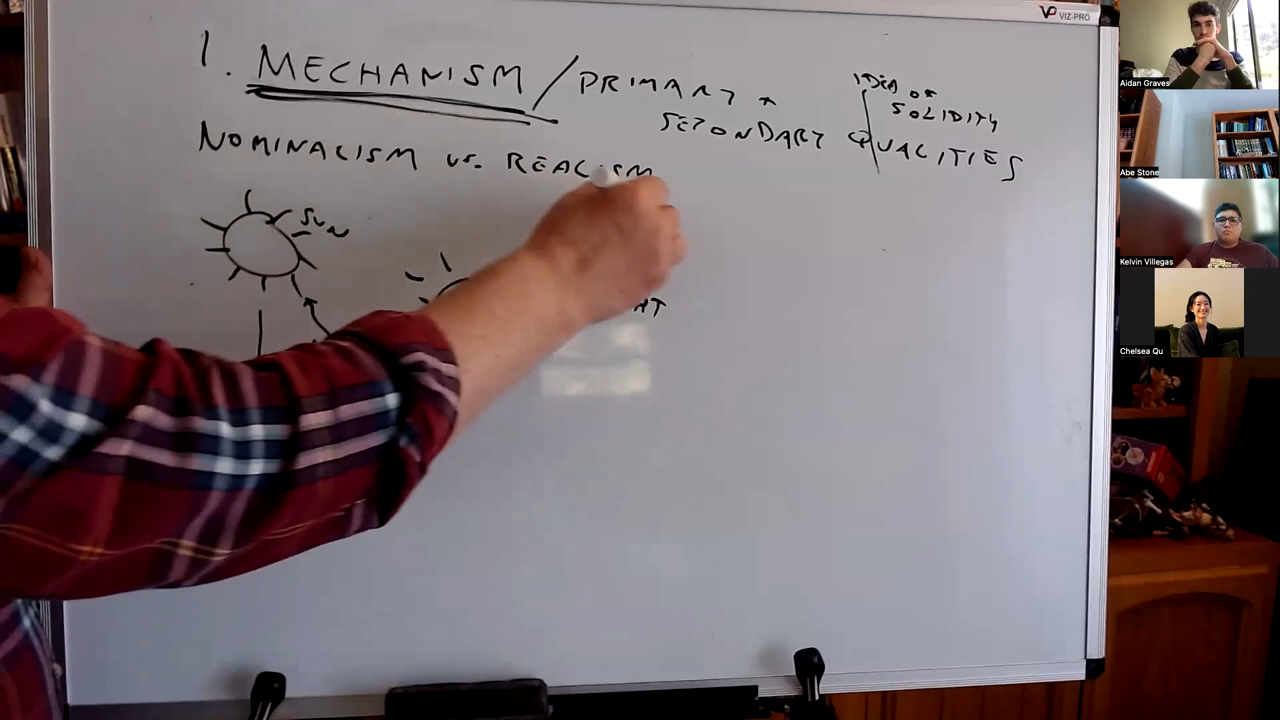 VP VIZ-PRO
1. MECHANISM / PRIMARY +
SECONDARY QUALITIES
IDEA OF
SOLIDITY
NOMINALISM vs. REALISM
SUN
Aidan Graves
Abe Stone
Kelvin Villegas
Chelsea Qu